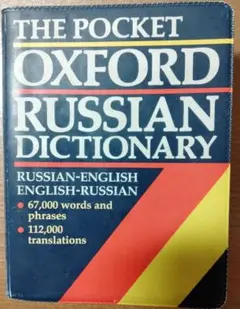 THE POCKET
OXFORD
RUSSIAN
DICTIONARY
RUSSIAN-ENGLISH
ENGLISH-RUSSIAN
• 67,000 words and
phrases
• 112,000
translations